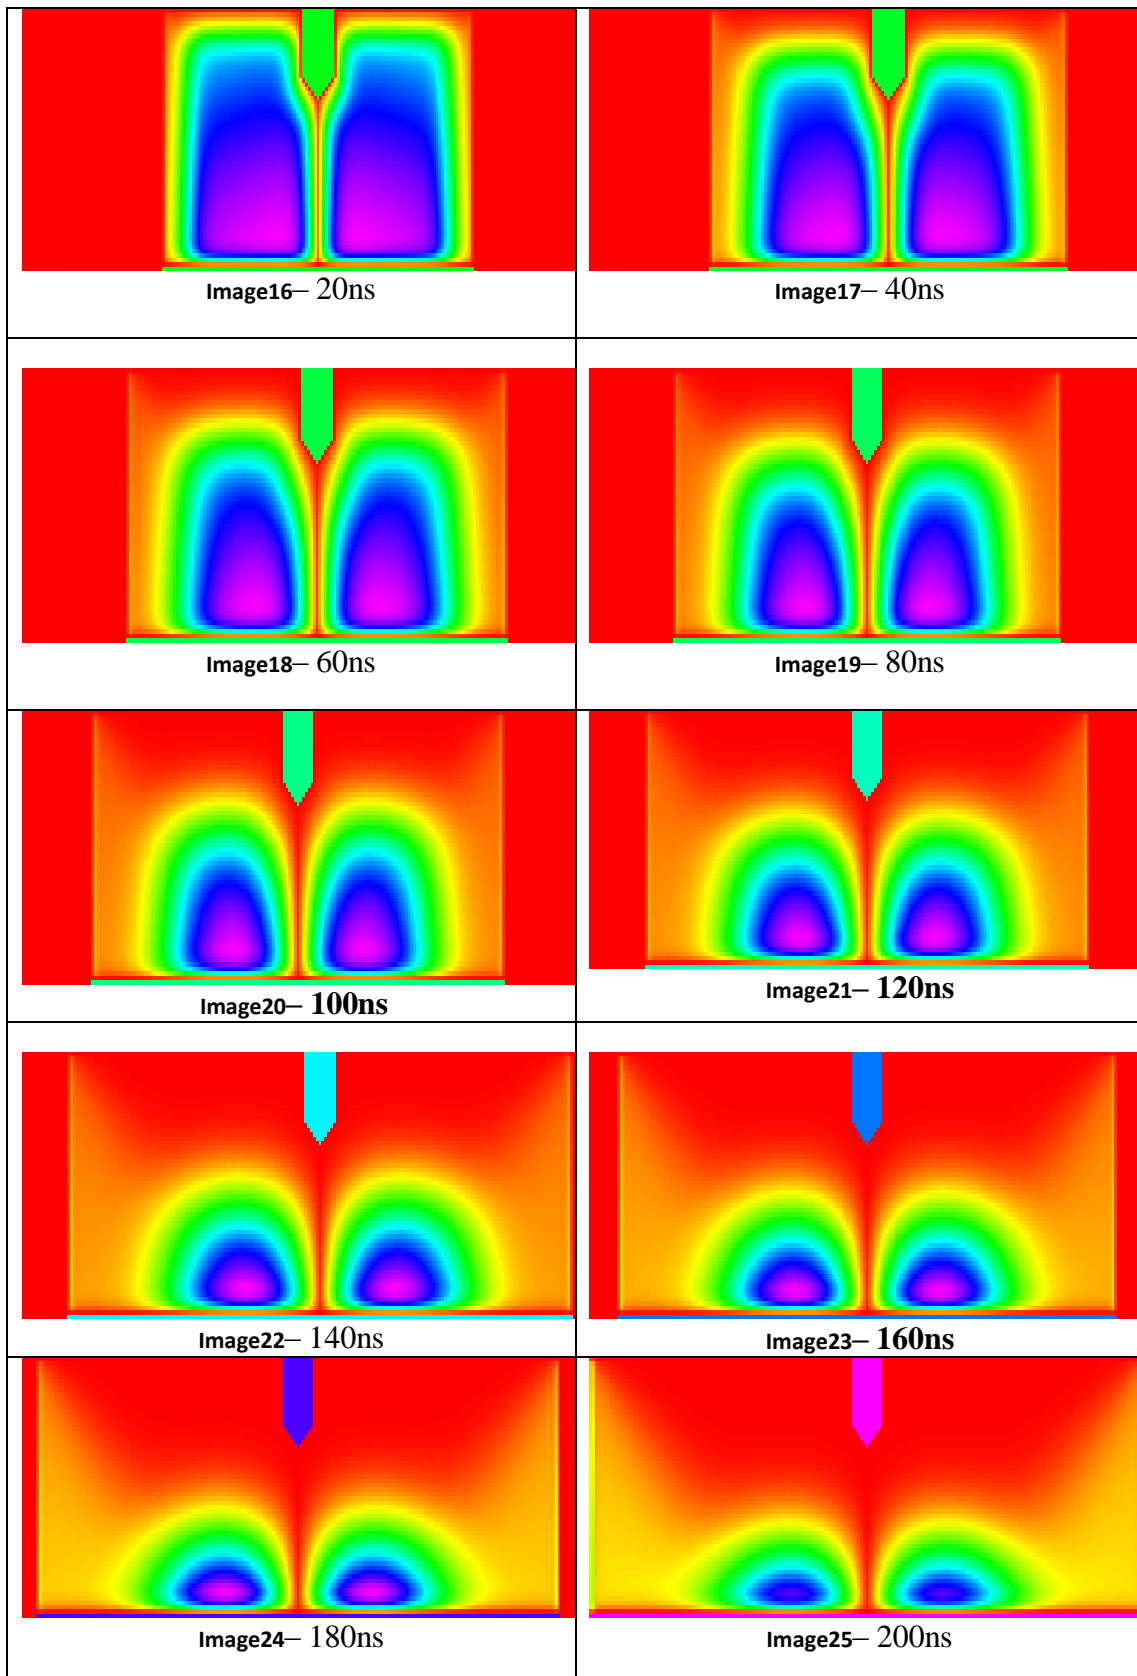 Image16– 20ns
Image17– 40ns
Image18– 60ns
Image19– 80ns
Image20– 100ns
Image21– 120ns
Image22– 140ns
Image23– 160ns
Image24– 180ns
Image25– 200ns